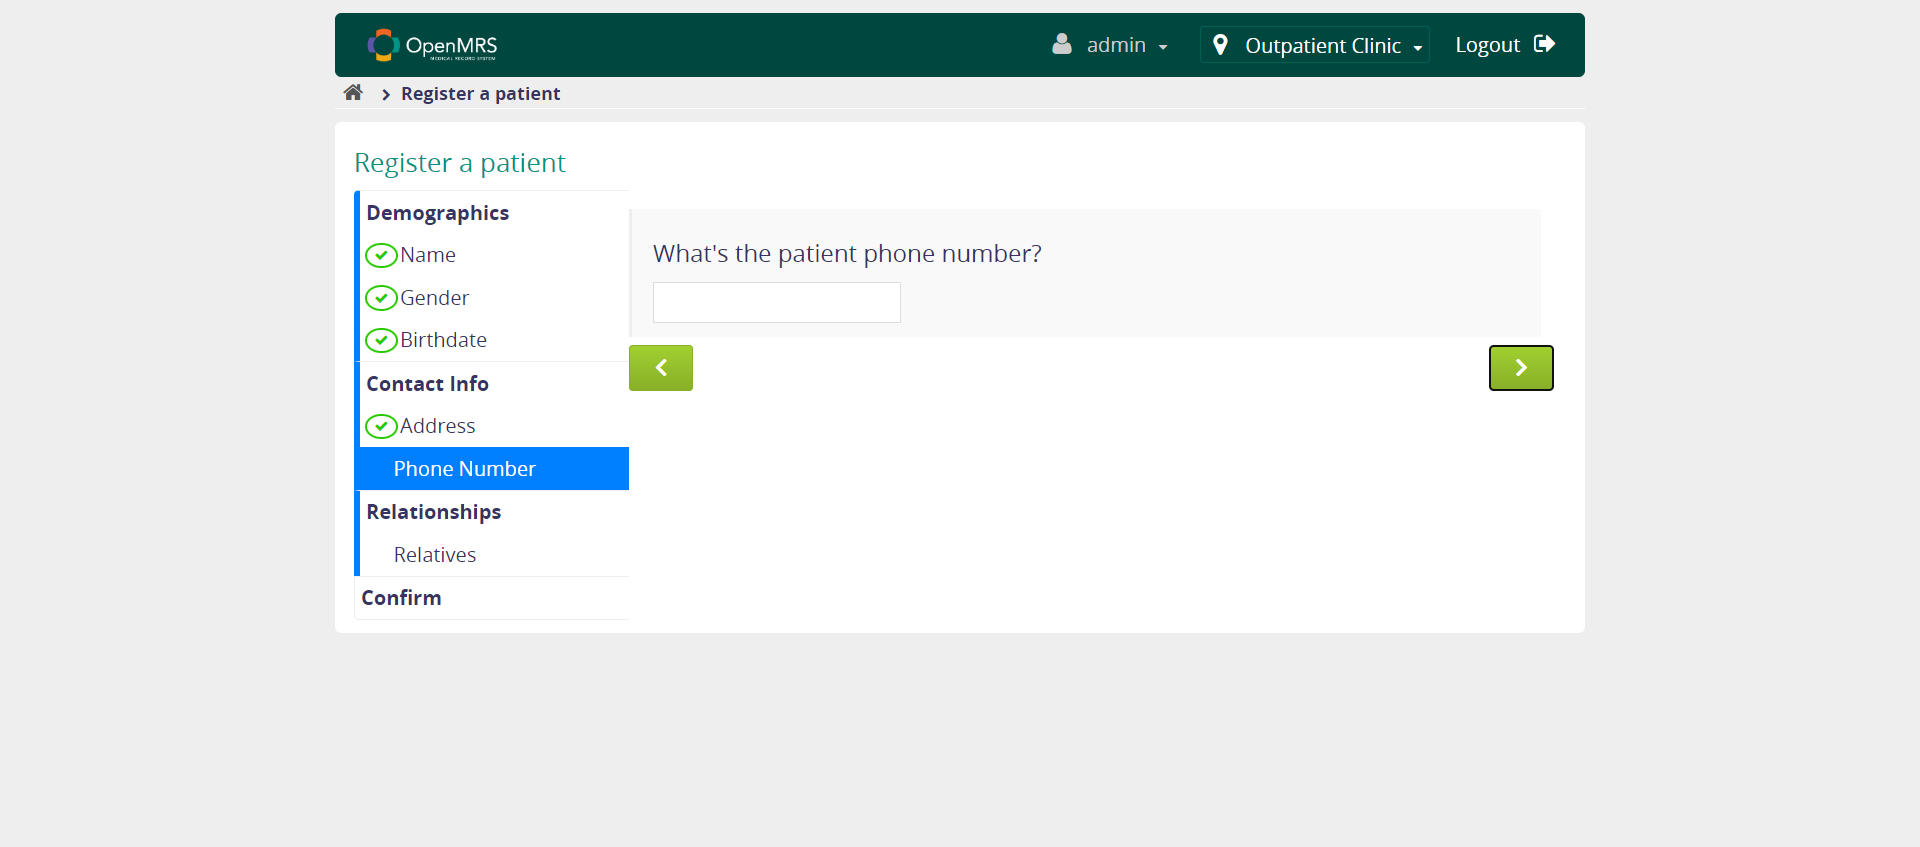 OpenMRS
MEDICAL RECORD SYSTEM
admin
Outpatient Clinic
Logout
Register a patient
Register a patient
Demographics
Name
Gender
Birthdate
Contact Info
Address
Phone Number
Relationships
Relatives
Confirm
What's the patient phone number?